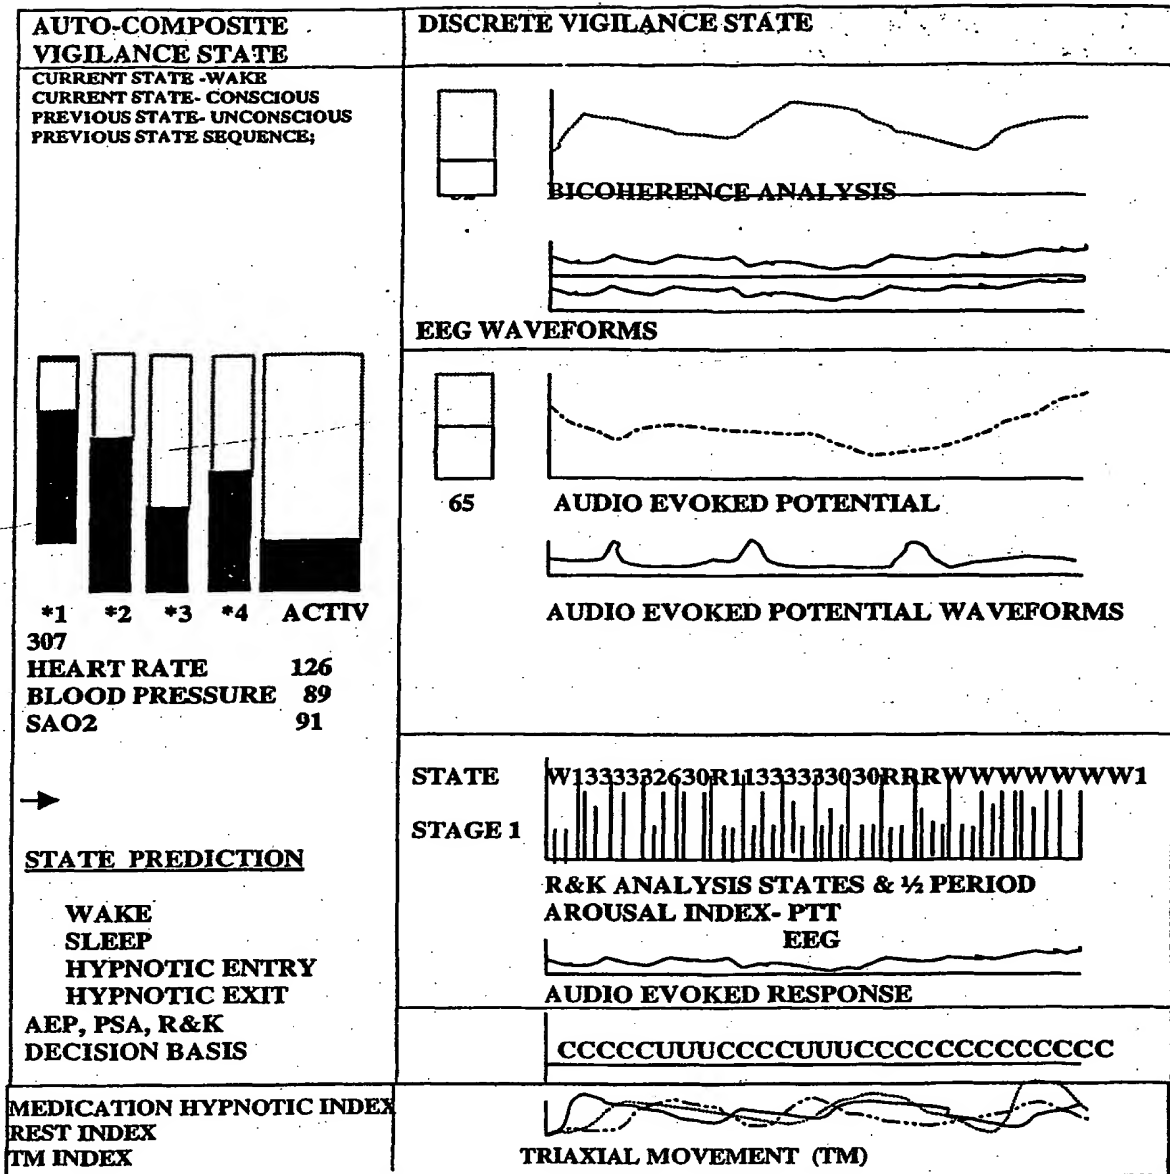 AUTO-COMPOSITE
VIGILANCE STATE
CURRENT STATE -WAKE
CURRENT STATE- CONSCIOUS
PREVIOUS STATE- UNCONSCIOUS
PREVIOUS STATE SEQUENCE;
*1 *2 *3 *4 ACTIV
307
HEART RATE 126
BLOOD PRESSURE 89
SAO2 91
STATE PREDICTION
WAKE
SLEEP
HYPNOTIC ENTRY
HYPNOTIC EXIT
AEP, PSA, R&K
DECISION BASIS
MEDICATION HYPNOTIC INDEX
REST INDEX
TM INDEX
DISCRETE VIGILANCE STATE
BICOHERENCE ANALYSIS
EEG WAVEFORMS
65
AUDIO EVOKED POTENTIAL
AUDIO EVOKED POTENTIAL WAVEFORMS
STATE W1333332630R11333333030RRRWWWWWWWW1
STAGE 1
R&K ANALYSIS STATES & ½ PERIOD
AROUSAL INDEX- PTT
EEG
AUDIO EVOKED RESPONSE
CCCCCUUUCCCCUUUCCCCCCCCCCCCCC
TRIAXIAL MOVEMENT (TM)